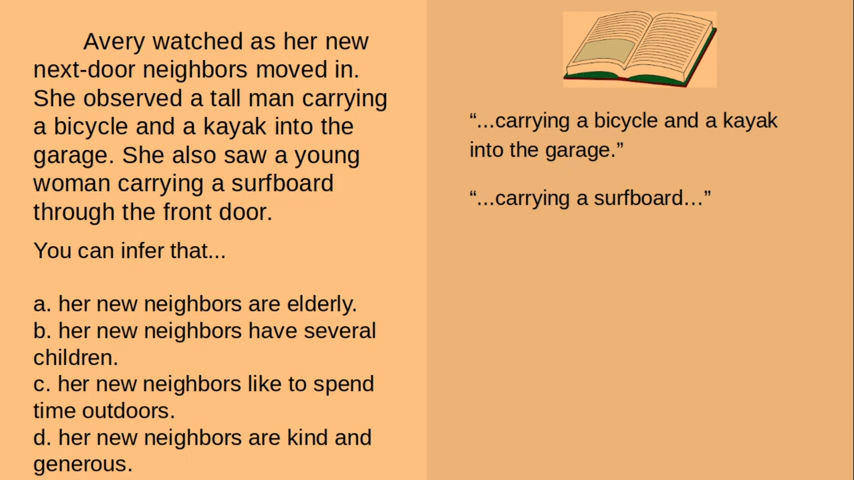 Avery watched as her new
next-door neighbors moved in.
She observed a tall man carrying
a bicycle and a kayak into the
garage. She also saw a young
woman carrying a surfboard
through the front door.
You can infer that...
a. her new neighbors are elderly.
b. her new neighbors have several
children.
c. her new neighbors like to spend
time outdoors.
d. her new neighbors are kind and
generous.
“...carrying a bicycle and a kayak
into the garage.”
“...carrying a surfboard…”